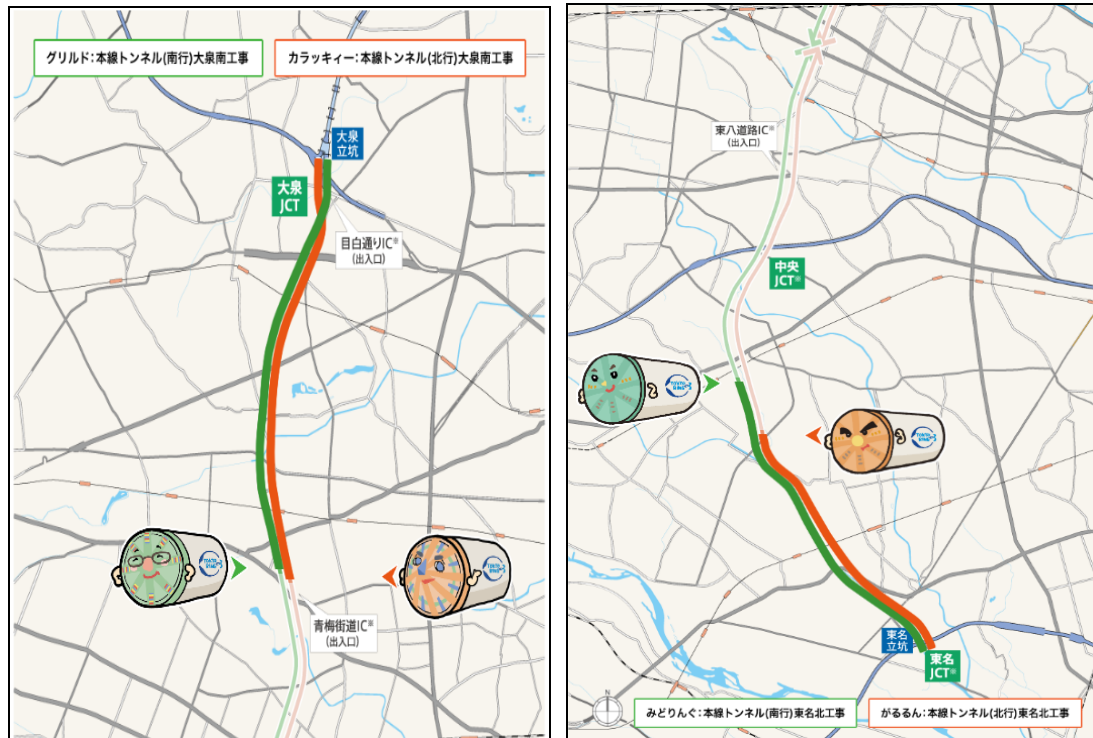 グリルド：本線トンネル(南行)大泉南工事
カラッキィー：本線トンネル(北行)大泉南工事
大泉
立坑
大泉
JCT
目白通りIC※
(出入口)
青梅街道IC※
(出入口)
東八道路IC※
(出入口)
中央
JCT※
東名
立坑
東名
JCT※
N
みどりんぐ：本線トンネル(南行)東名北工事
がるるん：本線トンネル(北行)東名北工事